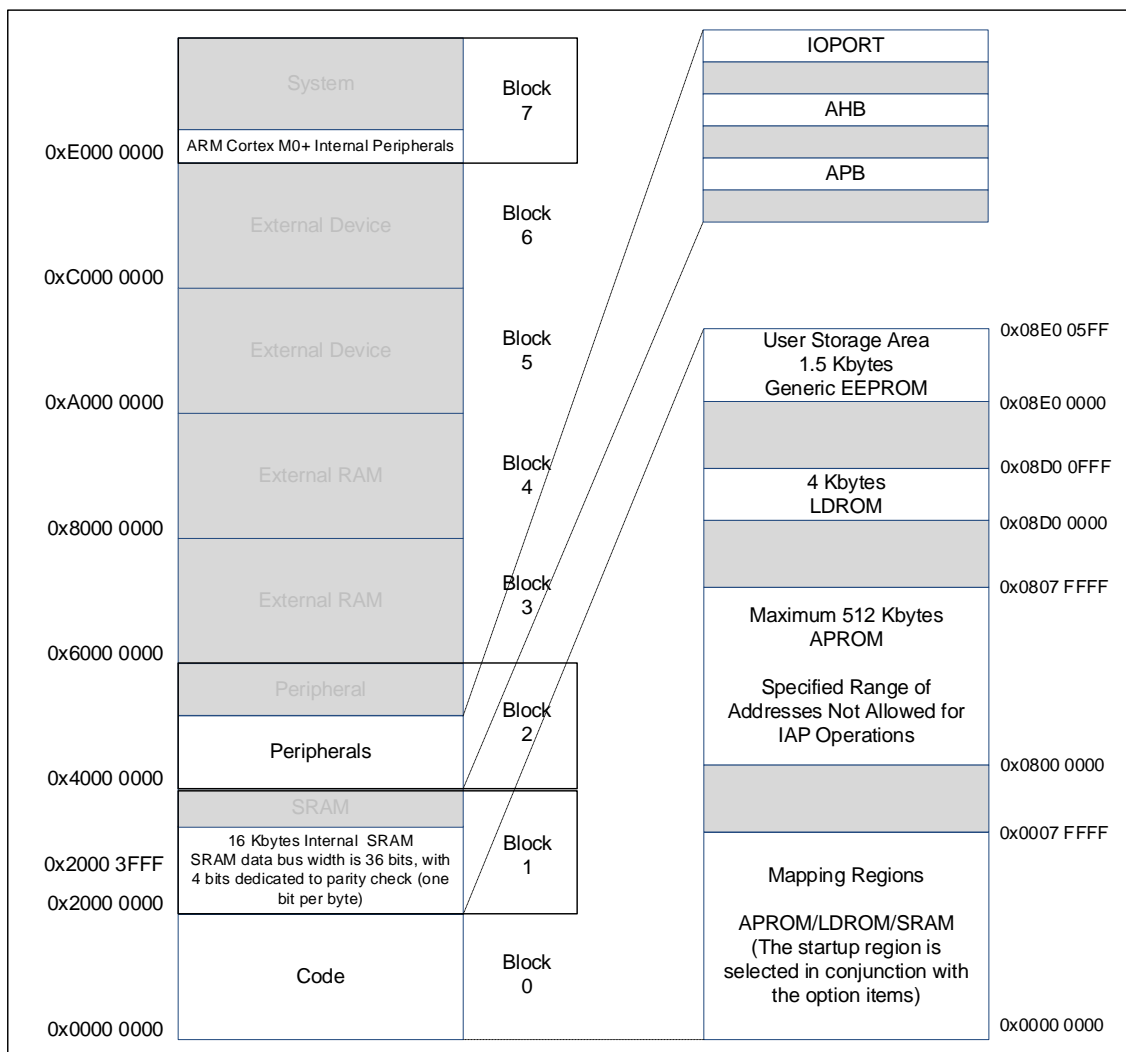 System
Block
7
ARM Cortex M0+ Internal Peripherals
0xE000 0000
External Device
Block
6
0xC000 0000
External Device
Block
5
0xA000 0000
External RAM
Block
4
0x8000 0000
External RAM
Block
3
0x6000 0000
Peripheral
Block
2
Peripherals
0x4000 0000
SRAM
16 Kbytes Internal SRAM
SRAM data bus width is 36 bits, with
4 bits dedicated to parity check (one
bit per byte)
Block
1
0x2000 3FFF
0x2000 0000
Code
Block
0
0x0000 0000
IOPORT
AHB
APB
0x08E0 05FF
User Storage Area
1.5 Kbytes
Generic EEPROM
0x08E0 0000
0x08D0 0FFF
4 Kbytes
LDROM
0x08D0 0000
0x0807 FFFF
Maximum 512 Kbytes
APROM
Specified Range of
Addresses Not Allowed for
IAP Operations
0x0800 0000
0x0007 FFFF
Mapping Regions
APROM/LDROM/SRAM
(The startup region is
selected in conjunction with
the option items)
0x0000 0000